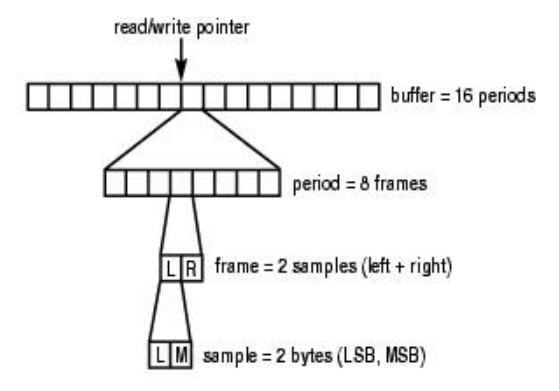 read/write pointer
buffer = 16 periods
period = 8 frames
L R frame = 2 samples (left + right)
L M sample = 2 bytes (LSB, MSB)